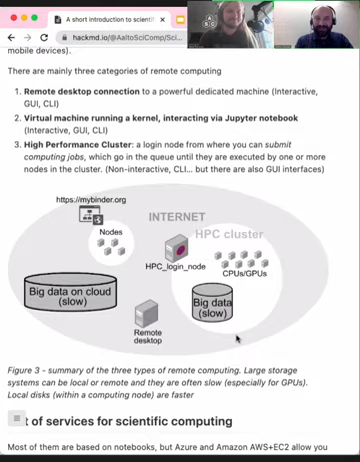 A short introduction to scientif
hackmd.io/@AaltoSciComp/Sci...
mobile devices).
There are mainly three categories of remote computing
1. Remote desktop connection to a powerful dedicated machine (Interactive,
GUI, CLI)
2. Virtual machine running a kernel, interacting via Jupyter notebook
(Interactive, GUI, CLI)
3. High Performance Cluster: a login node from where you can submit
computing jobs, which go in the queue until they are executed by one or more
nodes in the cluster. (Non-interactive, CLI... but there are also GUI interfaces)
https://mybinder.org
INTERNET
Nodes
HPC cluster
HPC_login_node
CPUs/GPUs
Big data on cloud
(slow)
Big data
(slow)
Remote
desktop
Figure 3 - summary of the three types of remote computing. Large storage
systems can be local or remote and they are often slow (especially for GPUs).
Local disks (within a computing node) are faster
t of services for scientific computing
Most of them are based on notebooks, but Azure and Amazon AWS+EC2 allow you